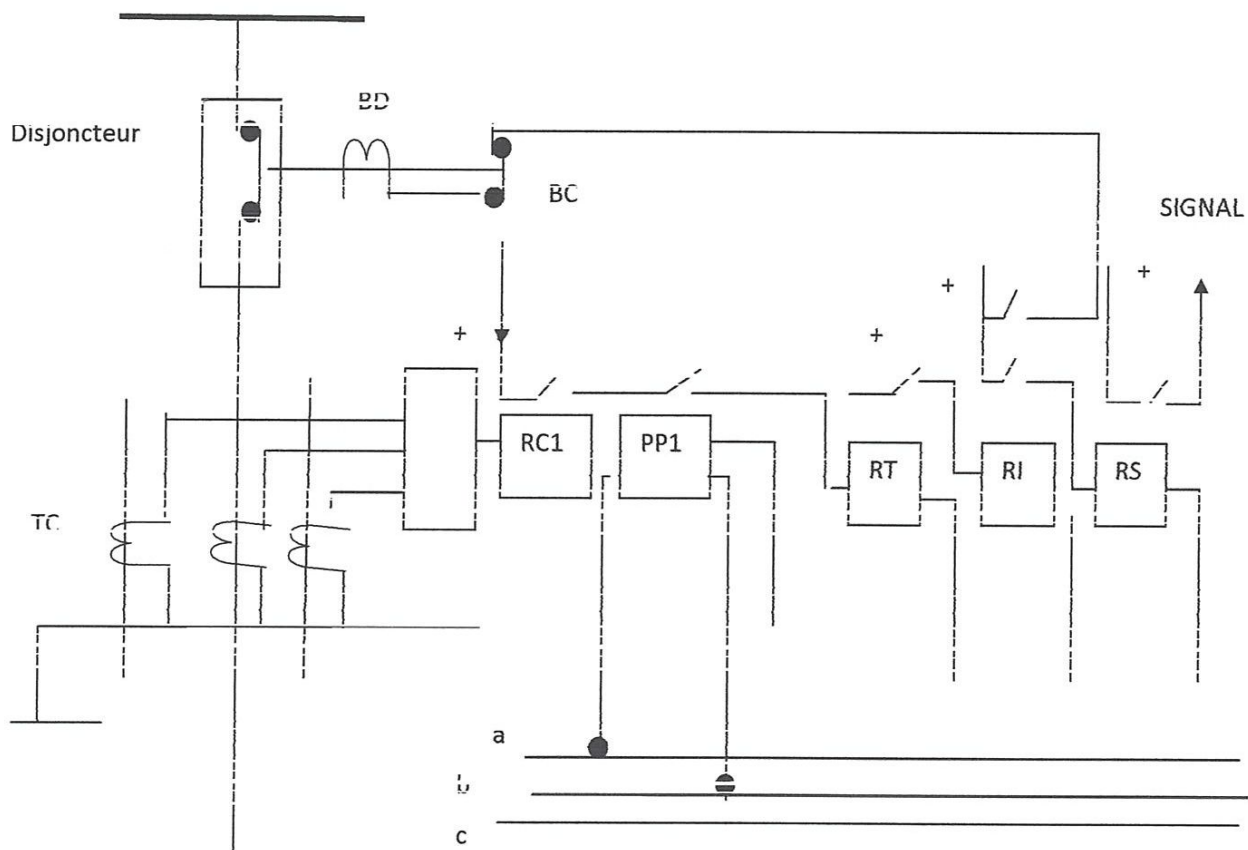 BD
Disjoncteur
BC
SIGNAL
+
+
+
+
RC1
PP1
RT
RI
RS
TC
a
b
c